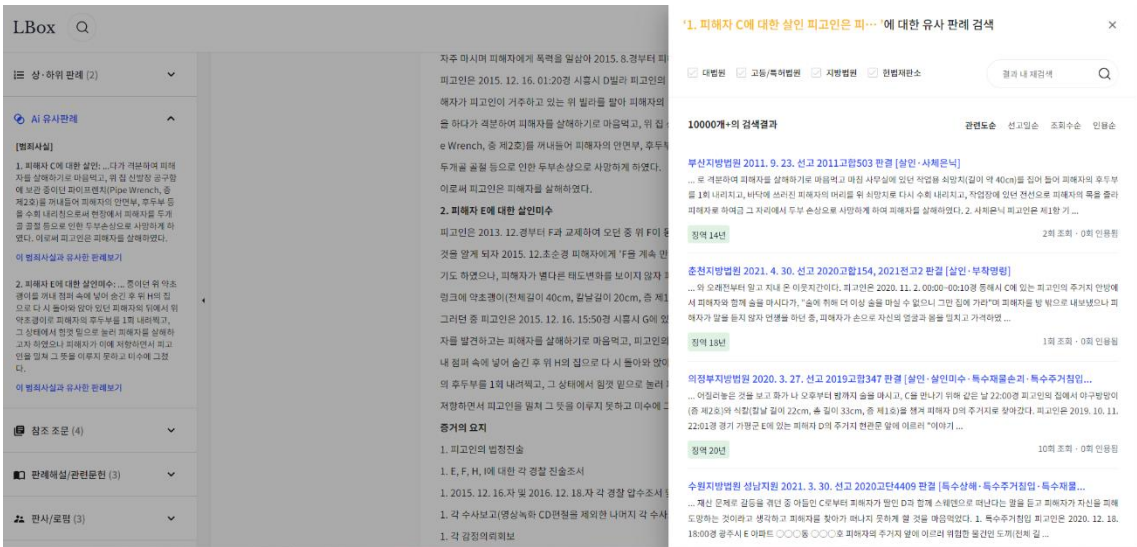 LBox
상·하위 판례 (2)
Ai 유사판례
[범죄사실]
1. 피해자 C에 대한 살인: ...다가 격분하여 피해
자를 살해하기로 마음먹고, 위 집 신발장 공구함
에 보관 중이던 파이프렌치(Pipe Wrench, 증
제2호)를 꺼내들어 피해자의 안면부, 후두부 등
을 수회 내리침으로써 현장에서 피해자를 두개
골 골절 등으로 인한 두부손상으로 사망하게 하
였다. 이로써 피고인은 피해자를 살해하였다.
이 범죄사실과 유사한 판례보기
2. 피해자 E에 대한 살인미수: ... 중이던 위 약초
괭이를 꺼내 점퍼 속에 넣어 숨긴 후 위 H의 집
으로 다 시 돌아와 앉아 있던 피해자의 뒤에서 위
약초괭이로 피해자의 후두부를 1회 내려찍고,
그 상태에서 힘껏 밑으로 눌러 피해자를 살해하
고자 하였으나 피해자가 이에 저항하면서 피고
인을 밀쳐 그 뜻을 이루지 못하고 미수에 그쳤
다.
이 범죄사실과 유사한 판례보기
참조 조문 (4)
판례해설/관련문헌 (3)
판사/로펌 (3)
자주 마시며 피해자에게 폭력을 일삼아 2015. 8.경부터 피
피고인은 2015. 12. 16. 01:20경 시흥시 D빌라 피고인의
해자가 피고인이 거주하고 있는 위 빌라를 팔아 피해자의
을 하다가 격분하여 피해자를 살해하기로 마음먹고, 위 집
e Wrench, 증 제2호)를 꺼내들어 피해자의 안면부, 후두부
두개골 골절 등으로 인한 두부손상으로 사망하게 하였다.
이로써 피고인은 피해자를 살해하였다.
2. 피해자 E에 대한 살인미수
피고인은 2013. 12.경부터 F과 교제하여 오던 중 위 F이
것을 알게 되자 2015. 12.초순경 피해자에게 'F을 계속 만
기도 하였으나, 피해자가 별다른 태도변화를 보이지 않자
링크에 약초괭이(전체길이 40cm, 칼날길이 20cm, 증 제1
그러던 중 피고인은 2015. 12. 16. 15:50경 시흥시 G에 있
자를 발견하고는 피해자를 살해하기로 마음먹고, 피고인의
내 점퍼 속에 넣어 숨긴 후 위 H의 집으로 다 시 돌아와 앉아
의 후두부를 1회 내려찍고, 그 상태에서 힘껏 밑으로 눌러
저항하면서 피고인을 밀쳐 그 뜻을 이루지 못하고 미수에
증거의 요지
1. 피고인의 법정진술
1. E, F, H, I에 대한 각 경찰 진술조서
1. 2015. 12. 16.자 및 2016. 12. 18.자 각 경찰 압수조서
1. 각 수사보고(영상녹화 CD편철을 제외한 나머지 각 수사
1. 각 감정의뢰회보
'1. 피해자 C에 대한 살인 피고인은 피··· '에 대한 유사 판례 검색
대법원 고등/특허법원 지방법원 헌법재판소
결과 내 재검색
10000개+의 검색결과
관련도순 선고일순 조회수순 인용순
부산지방법원 2011. 9. 23. 선고 2011고합503 판결 [살인·사체은닉]
... 로 격분하여 피해자를 살해하기로 마음먹고 마침 사무실에 있던 작업용 쇠망치(길이 약 40cm)를 집어 들어 피해자의 후두부
를 1회 내리치고, 바닥에 쓰러진 피해자의 머리를 위 쇠망치로 다시 수회 내리치고, 작업장에 있던 전선으로 피해자의 목을 졸라
피해자로 하여금 그 자리에서 두부 손상으로 사망하게 하여 피해자를 살해하였다. 2. 사체은닉 피고인은 제1항 기 ...
징역 14년
2회 조회 · 0회 인용됨
춘천지방법원 2021. 4. 30. 선고 2020고합154, 2021전고2 판결 [살인·부착명령]
... 와 오래전부터 알고 지내 온 이웃지간이다. 피고인은 2020. 11. 2. 00:00~00:10경 동해시 C에 있는 피고인의 주거지 안방에
서 피해자와 함께 술을 마시다가, "술에 취해 더 이상 술을 마실 수 없으니 그만 집에 가라"며 피해자를 방 밖으로 내보냈으나 피
해자가 말을 듣지 않자 언쟁을 하던 중, 피해자가 손으로 자신의 얼굴과 몸을 밀치고 가격하였 ...
징역 18년
1회 조회 · 0회 인용됨
의정부지방법원 2020. 3. 27. 선고 2019고합347 판결 [살인·살인미수·특수재물손괴·특수주거침입...
... 어질러놓은 것을 보고 화가 나 오후부터 밤까지 술을 마시고, C을 만나기 위해 같은 날 22:00경 피고인의 집에서 야구방망이
(증 제2호)와 식칼(칼날 길이 22cm, 총 길이 33cm, 증 제1호)을 챙겨 피해자 D의 주거지로 찾아갔다. 피고인은 2019. 10. 11.
22:01경 경기 가평군 E에 있는 피해자 D의 주거지 현관문 앞에 이르러 "이야기 ...
징역 20년
10회 조회 · 0회 인용됨
수원지방법원 성남지원 2021. 3. 30. 선고 2020고단4409 판결 [특수상해·특수주거침입·특수재물...
... 재산 문제로 갈등을 겪던 중 아들인 C로부터 피해자가 딸인 D과 함께 스웨덴으로 떠난다는 말을 듣고 피해자가 자신을 피해
도망하는 것이라고 생각하고 피해자를 찾아가 떠나지 못하게 할 것을 마음먹었다. 1. 특수주거침입 피고인은 2020. 12. 18.
18:00경 광주시 E 아파트 ○○○동 ○○○호 피해자의 주거지 앞에 이르러 위험한 물건인 도끼(전체 길 ...